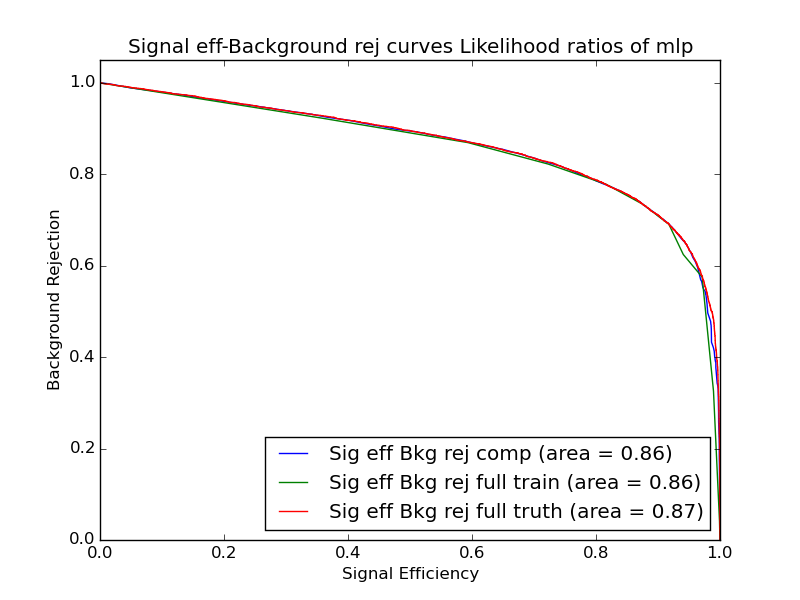 Signal eff-Background rej curves Likelihood ratios of mlp
1.0
0.8
0.6
0.4
0.2
0.0
Background Rejection
Sig eff Bkg rej comp (area = 0.86)
Sig eff Bkg rej full train (area = 0.86)
Sig eff Bkg rej full truth (area = 0.87)
0.0 0.2 0.4 0.6 0.8 1.0
Signal Efficiency